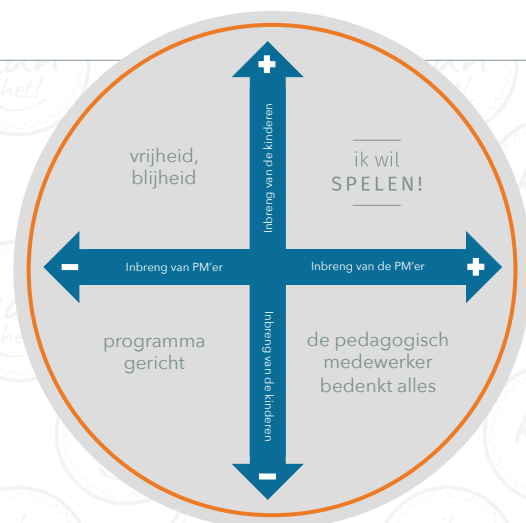 +
Inbreng van de kinderen
vrijheid,
blijheid
ik wil
SPELEN!
-
Inbreng van PM'er
Inbreng van de PM'er
+
programma
gericht
Inbreng van de kinderen
de pedagogisch
medewerker
bedenkt alles
-
het!